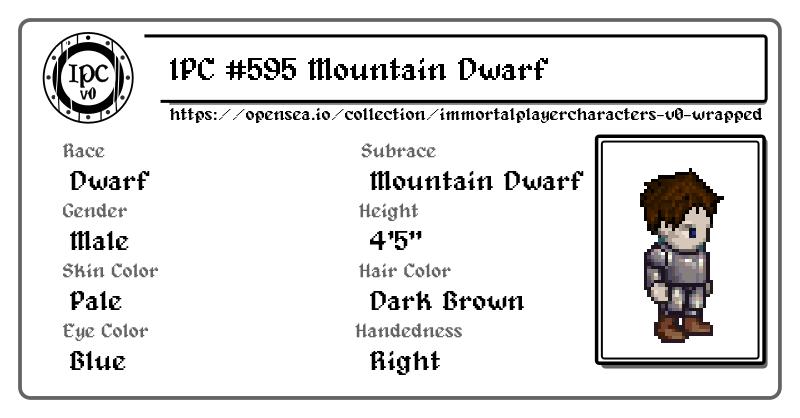 IPC v0
IPC #595 Mountain Dwarf
https://opensea.io/collection/immortalplayercharacters-v0-wrapped
Race
Subrace
Dwarf
Mountain Dwarf
Gender
Height
Male
4'5"
Skin Color
Hair Color
Pale
Dark Brown
Eye Color
Handedness
Blue
Right